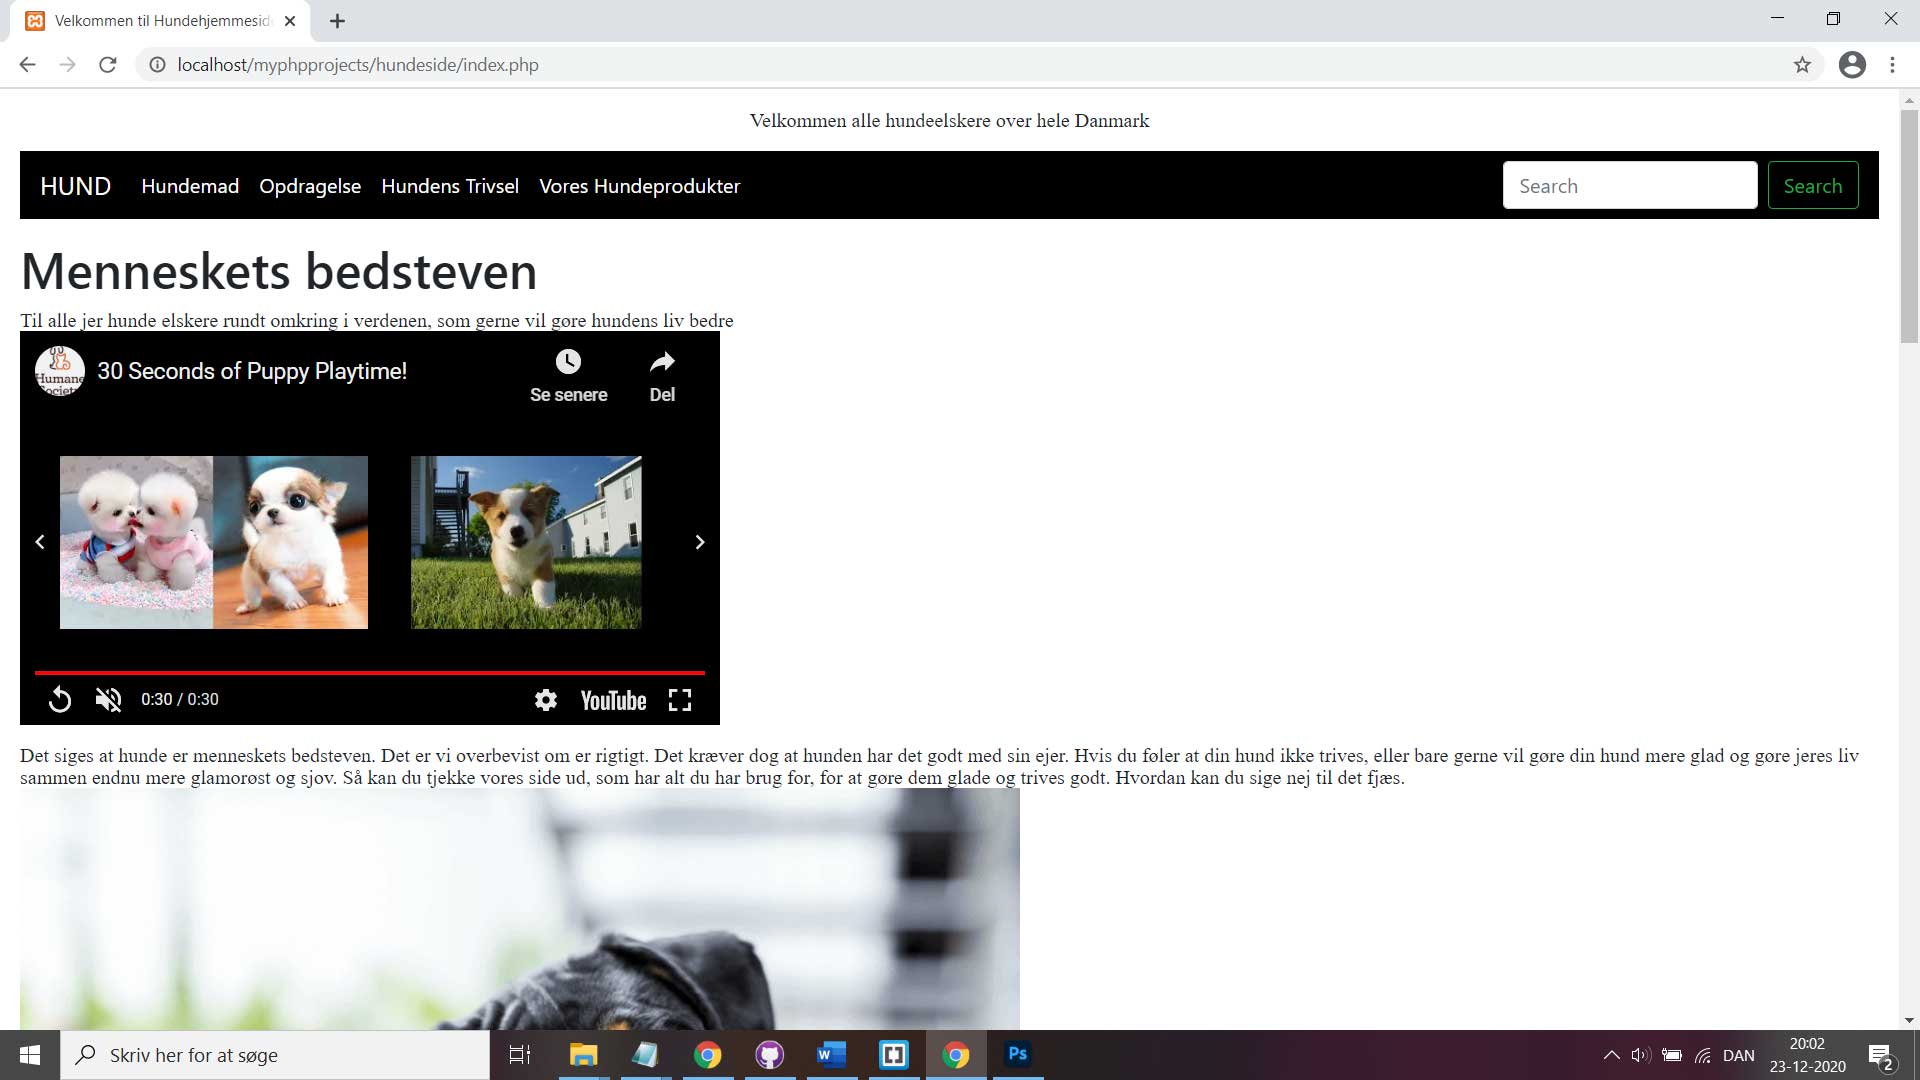 Velkommen til Hundehjemmesid
localhost/myphpprojects/hundeside/index.php
Velkommen alle hundeelskere over hele Danmark
HUND Hundemad Opdragelse Hundens Trivsel Vores Hundeprodukter Search Search
Menneskets bedsteven
Til alle jer hunde elskere rundt omkring i verdenen, som gerne vil gøre hundens liv bedre
Humane Society
30 Seconds of Puppy Playtime!
Se senere Del
0:30 / 0:30 YouTube
Det siges at hunde er menneskets bedsteven. Det er vi overbevist om er rigtigt. Det kræver dog at hunden har det godt med sin ejer. Hvis du føler at din hund ikke trives, eller bare gerne vil gøre din hund mere glad og gøre jeres liv
sammen endnu mere glamorøst og sjov. Så kan du tjekke vores side ud, som har alt du har brug for, for at gøre dem glade og trives godt. Hvordan kan du sige nej til det fjæs.
Skriv her for at søge
W
Ps
DAN
20:02
23-12-2020
2